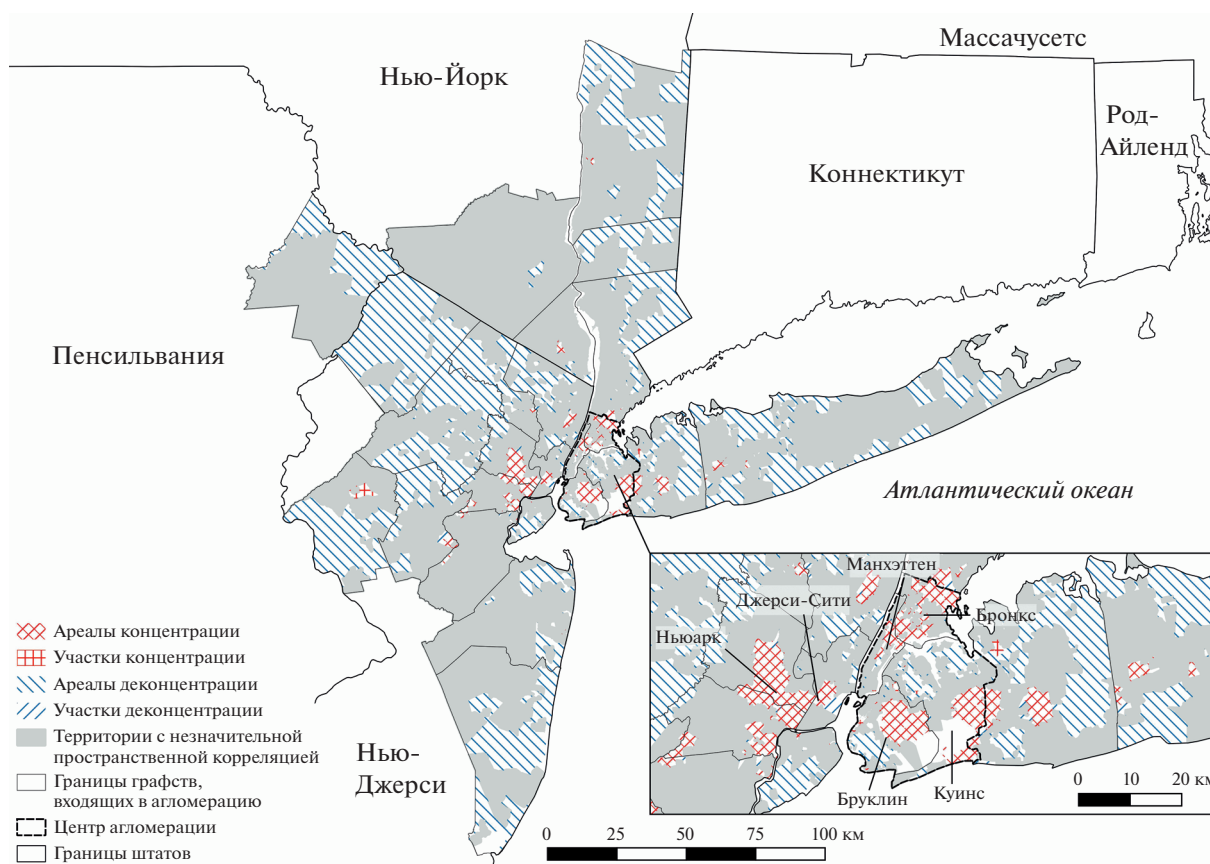 Массачусетс
Нью-Йорк
Род-
Айленд
Коннектикут
Пенсильвания
Атлантический океан
Манхэттен
Джерси-Сити
Бронкс
Ньюарк
Бруклин
Куинс
0 10 20 км
Ареалы концентрации
Участки концентрации
Ареалы деконцентрации
Участки деконцентрации
Территории с незначительной
пространственной корреляцией
Границы графств,
входящих в агломерацию
Центр агломерации
Границы штатов
Нью-
Джерси
0 25 50 75 100 км